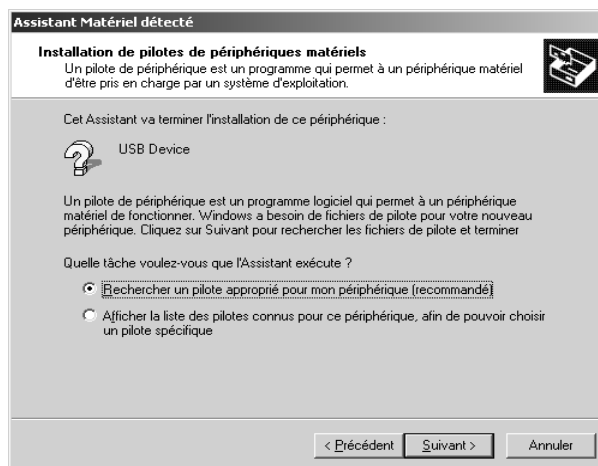 Assistant Matériel détecté
Installation de pilotes de périphériques matériels
Un pilote de périphérique est un programme qui permet à un périphérique matériel
d'être pris en charge par un système d'exploitation.
Cet Assistant va terminer l'installation de ce périphérique :
USB Device
Un pilote de périphérique est un programme logiciel qui permet à un périphérique
matériel de fonctionner. Windows a besoin de fichiers de pilote pour votre nouveau
périphérique. Cliquez sur Suivant pour rechercher les fichiers de pilote et terminer
Quelle tâche voulez-vous que l'Assistant exécute ?
Rechercher un pilote approprié pour mon périphérique (recommandé)
Afficher la liste des pilotes connus pour ce périphérique, afin de pouvoir choisir
un pilote spécifique
< Précédent Suivant > Annuler